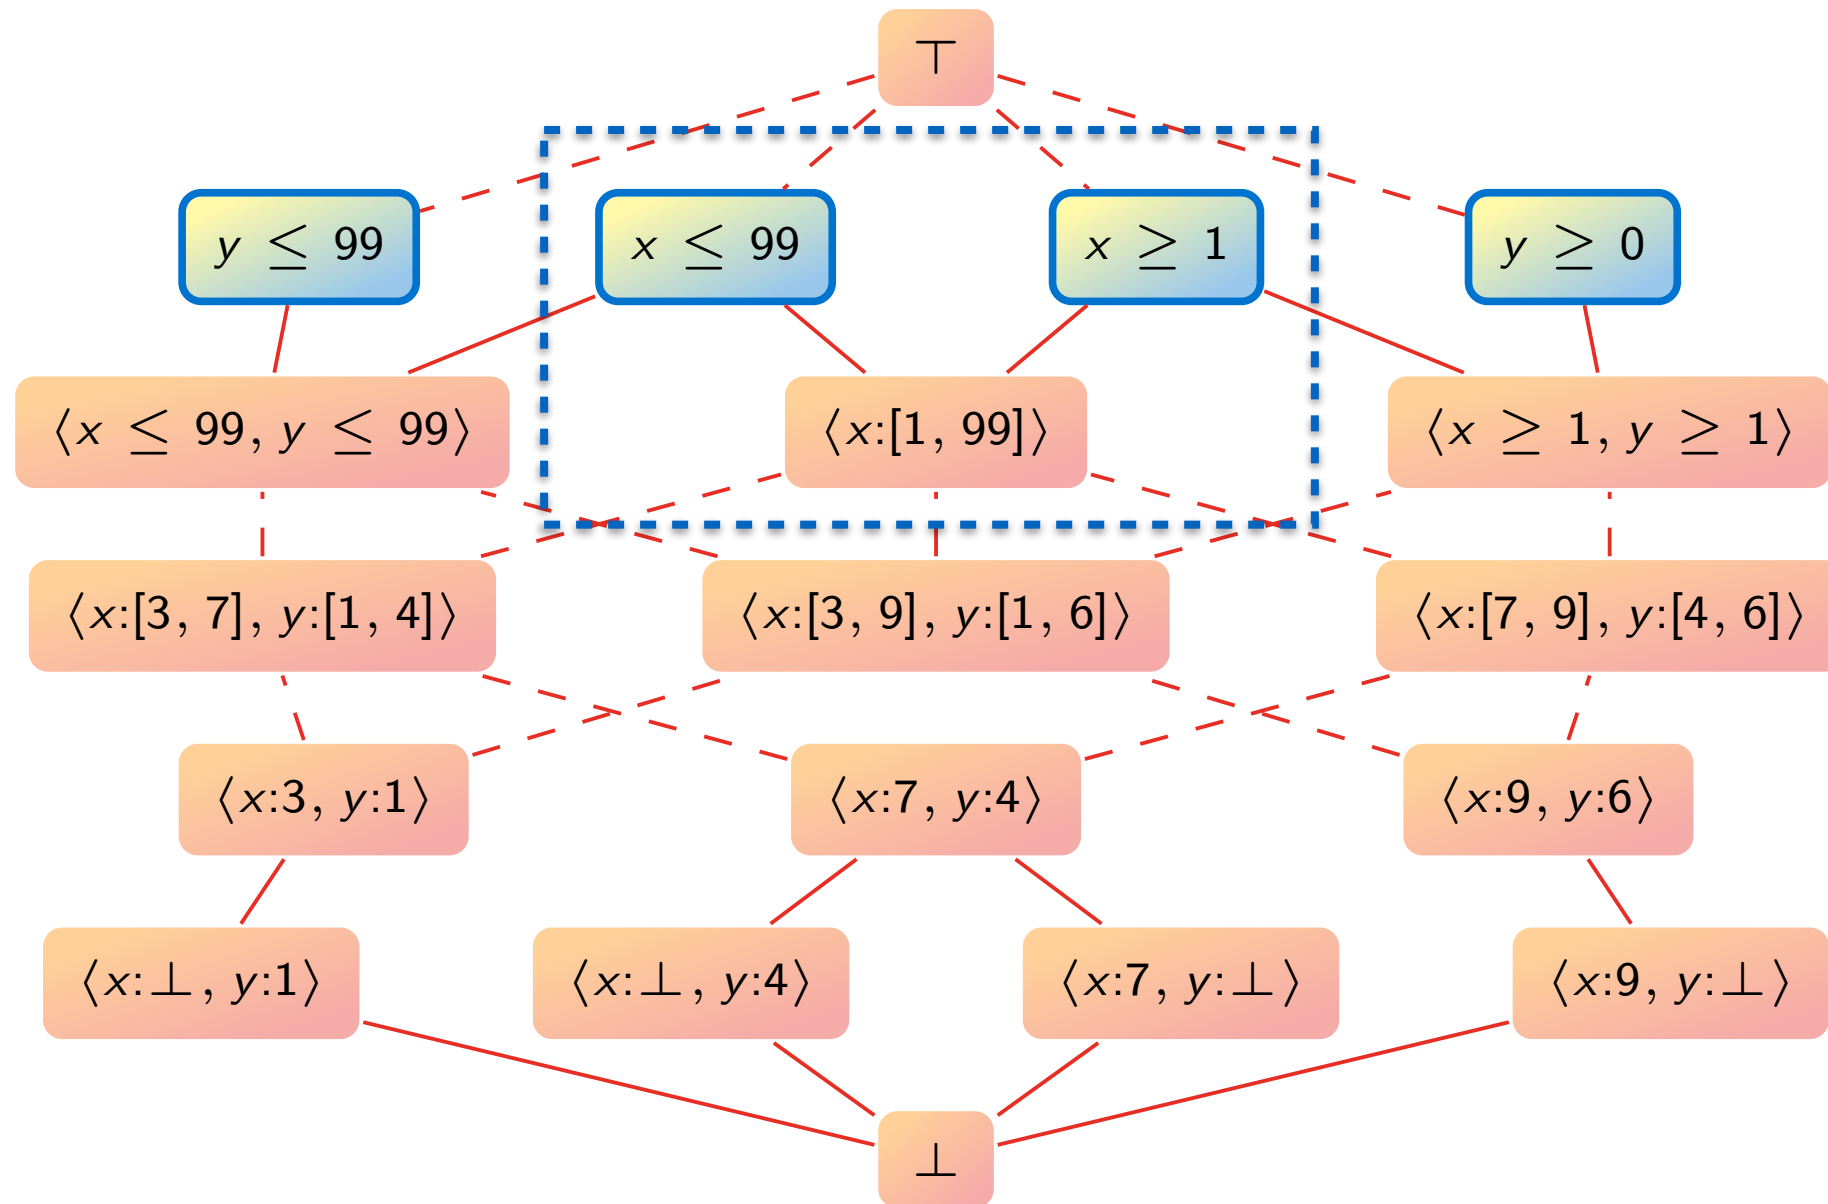 ⊤
y ≤ 99
x ≤ 99
x ≥ 1
y ≥ 0
⟨x ≤ 99, y ≤ 99⟩
⟨x:[1, 99]⟩
⟨x ≥ 1, y ≥ 1⟩
⟨x:[3, 7], y:[1, 4]⟩
⟨x:[3, 9], y:[1, 6]⟩
⟨x:[7, 9], y:[4, 6]⟩
⟨x:3, y:1⟩
⟨x:7, y:4⟩
⟨x:9, y:6⟩
⟨x:⊥, y:1⟩
⟨x:⊥, y:4⟩
⟨x:7, y:⊥⟩
⟨x:9, y:⊥⟩
⊥